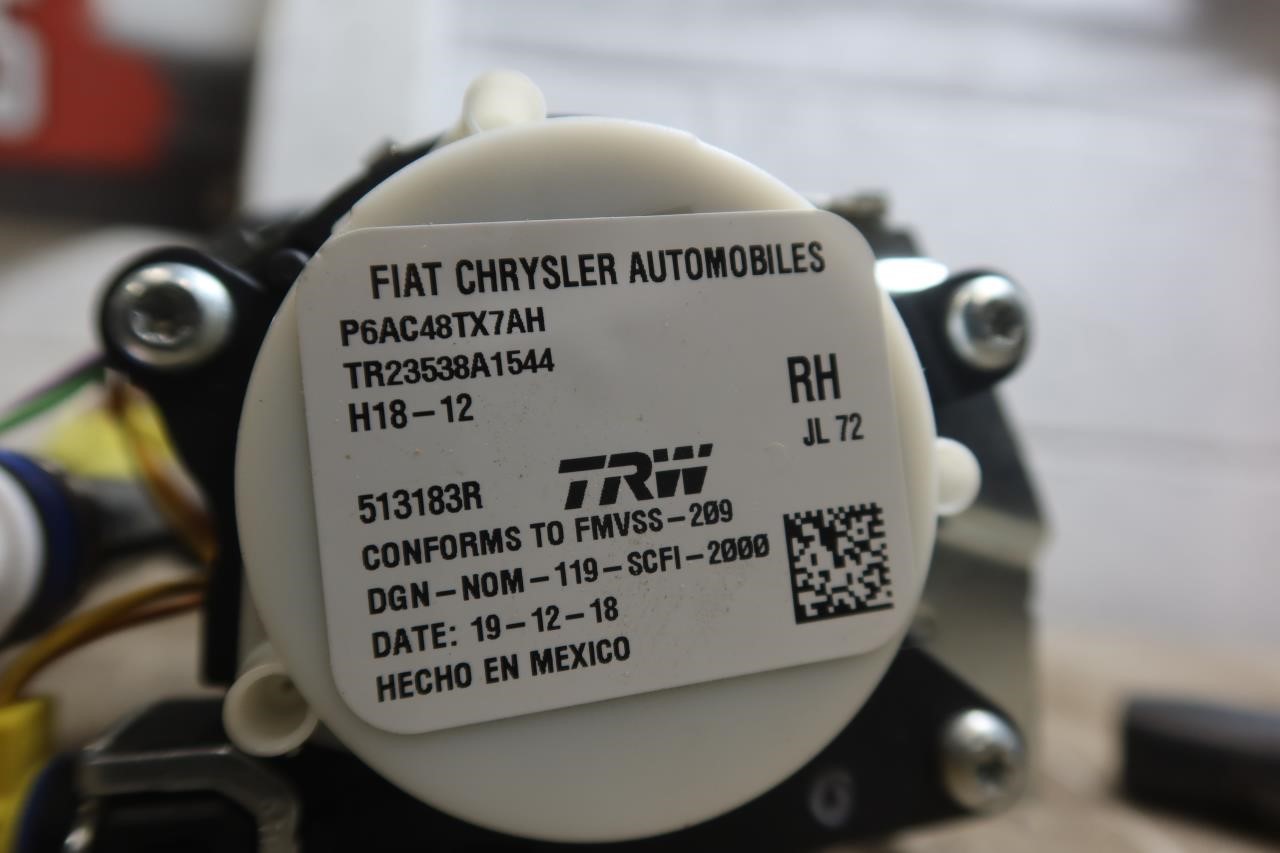 FIAT CHRYSLER AUTOMOBILES
P6AC48TX7AH
TR23538A1544
H18-12
RH
JL 72
513183R
TRW
CONFORMS TO FMVSS-209
DGN-NOM-119-SCFI-2000
DATE: 19-12-18
HECHO EN MEXICO